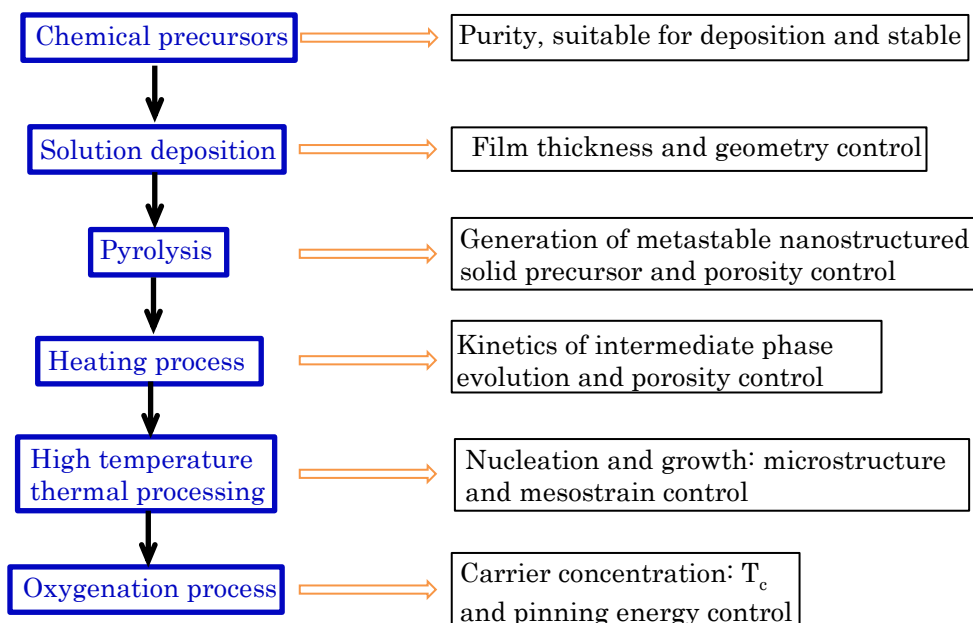 Chemical precursors
Purity, suitable for deposition and stable
Solution deposition
Film thickness and geometry control
Pyrolysis
Generation of metastable nanostructured
solid precursor and porosity control
Heating process
Kinetics of intermediate phase
evolution and porosity control
High temperature
thermal processing
Nucleation and growth: microstructure
and mesostrain control
Oxygenation process
Carrier concentration: Tc
and pinning energy control